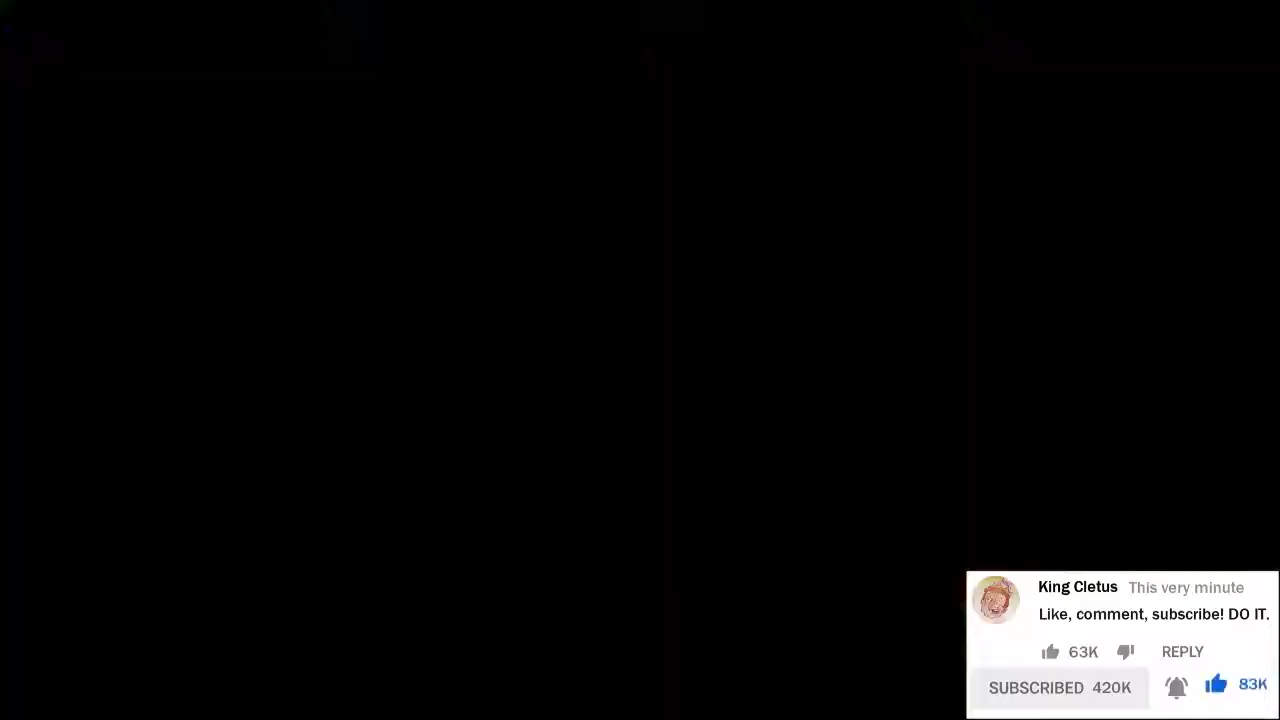 King Cletus This very minute
Like, comment, subscribe! DO IT.
63K REPLY
SUBSCRIBED 420K 83K